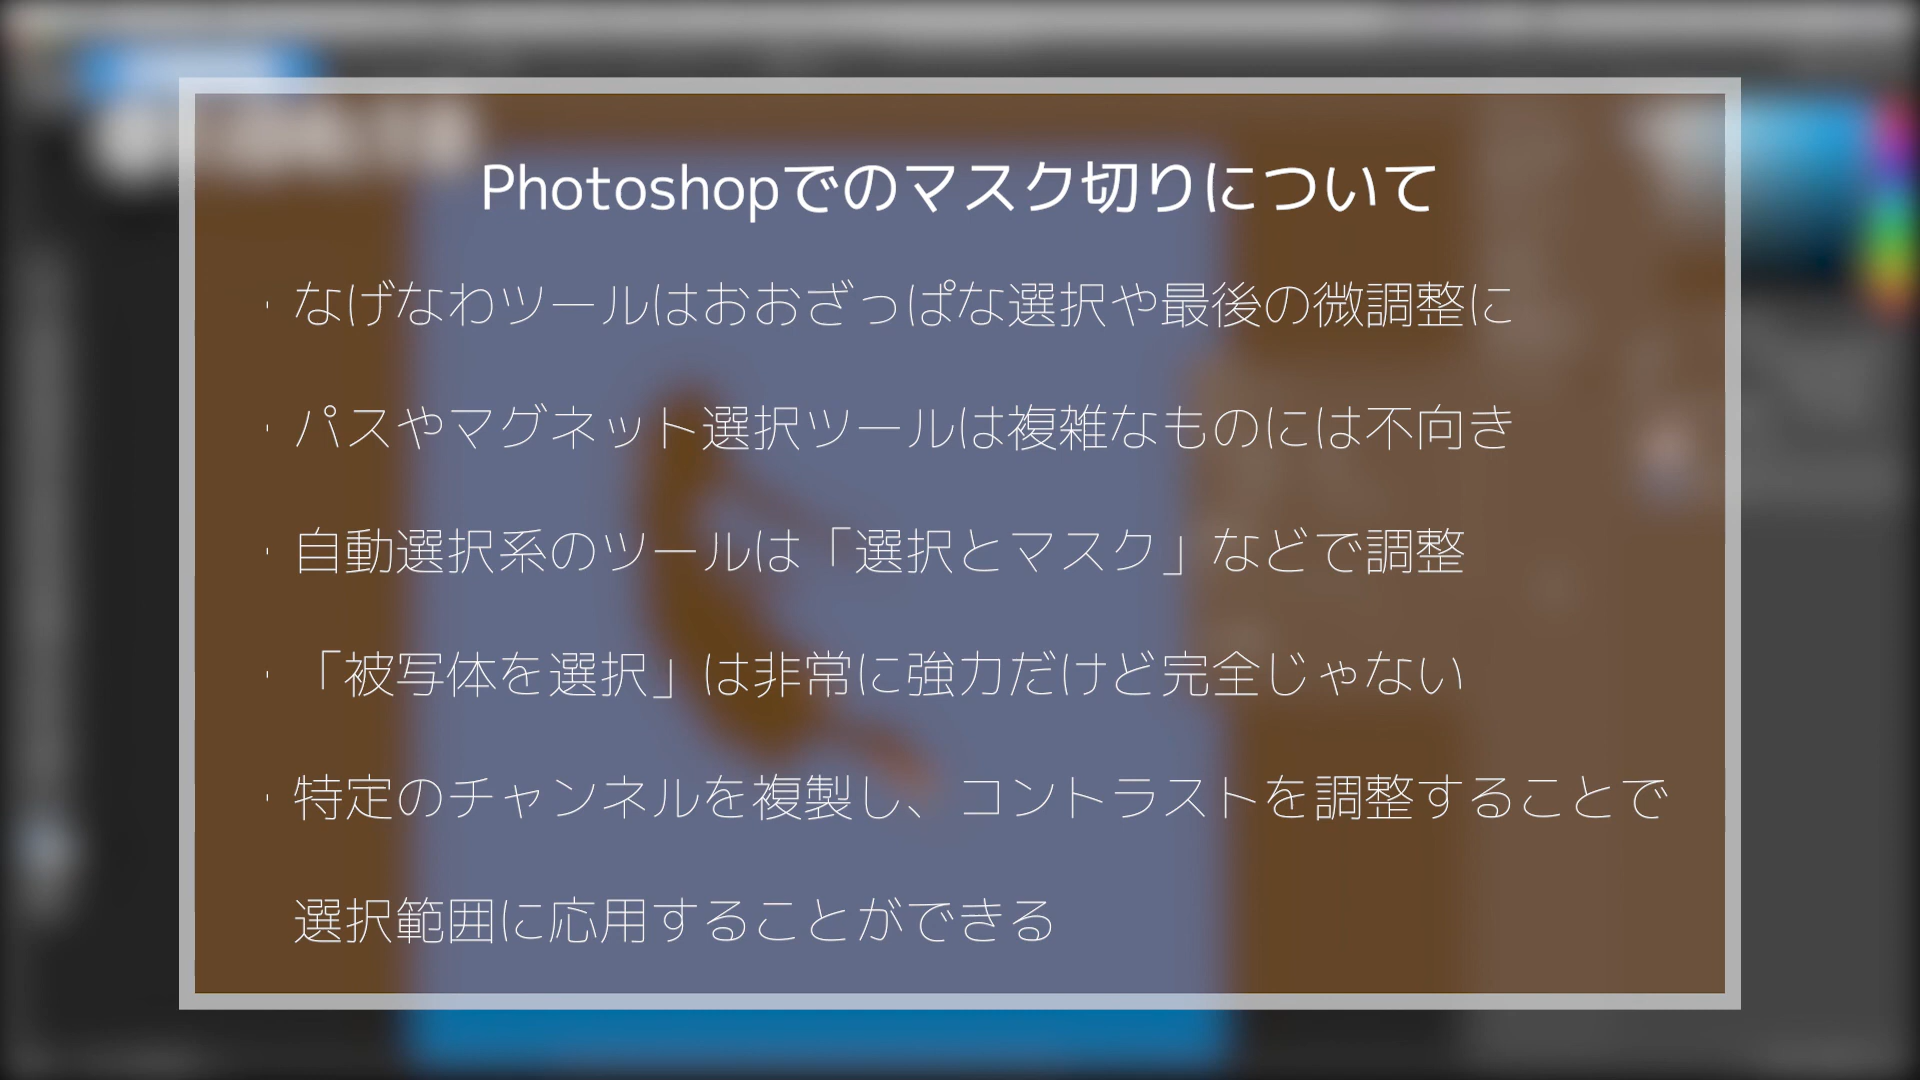 Photoshopでのマスク切りについて
・なげなわツールはおおざっぱな選択や最後の微調整に
・パスやマグネット選択ツールは複雑なものには不向き
・自動選択系のツールは「選択とマスク」などで調整
・「被写体を選択」は非常に強力だけど完全じゃない
・特定のチャンネルを複製し、コントラストを調整することで
選択範囲に応用することができる